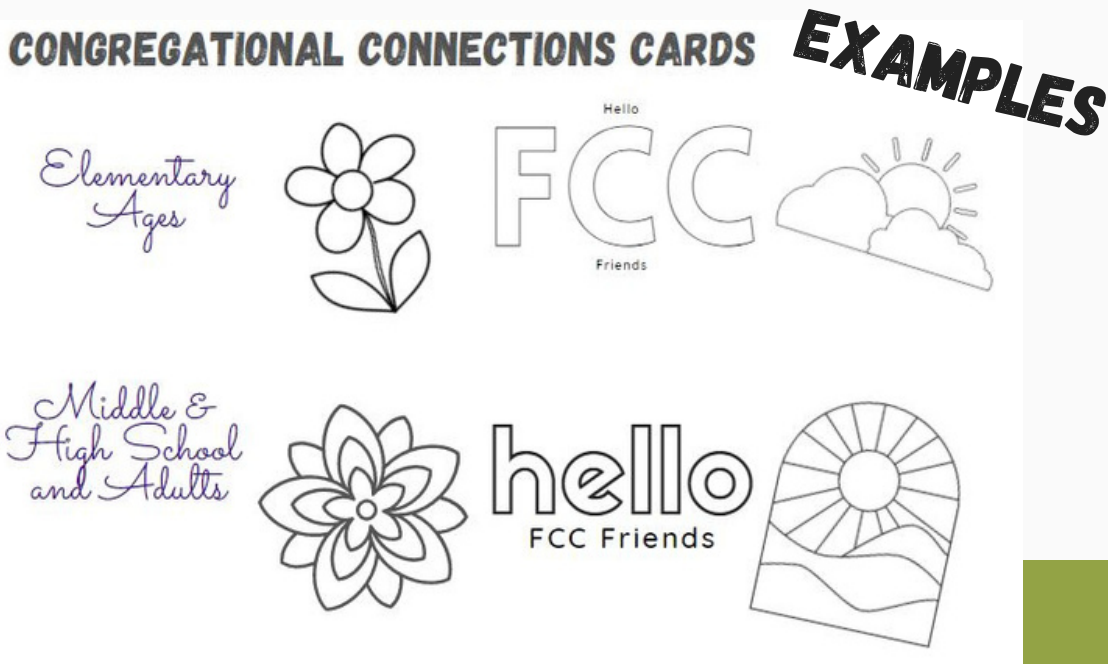 CONGREGATIONAL CONNECTIONS CARDS
EXAMPLES
Elementary
Ages
Hello
FCC
Friends
Middle &
High School
and Adults
hello
FCC Friends